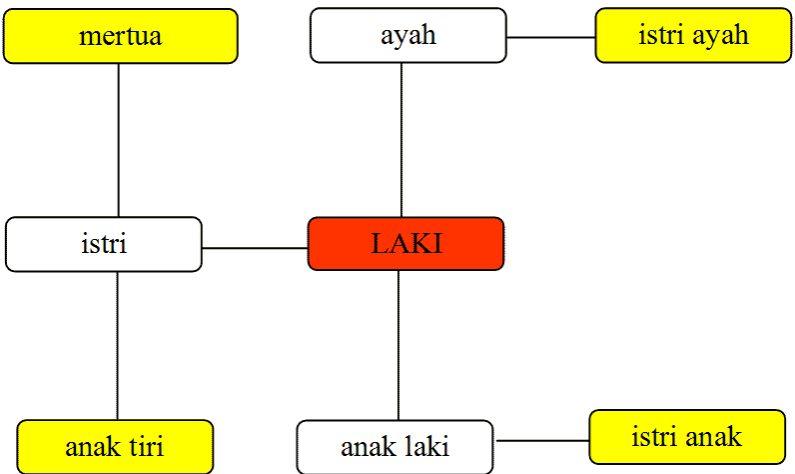 mertua
ayah
istri ayah
istri
LAKI
anak tiri
anak laki
istri anak